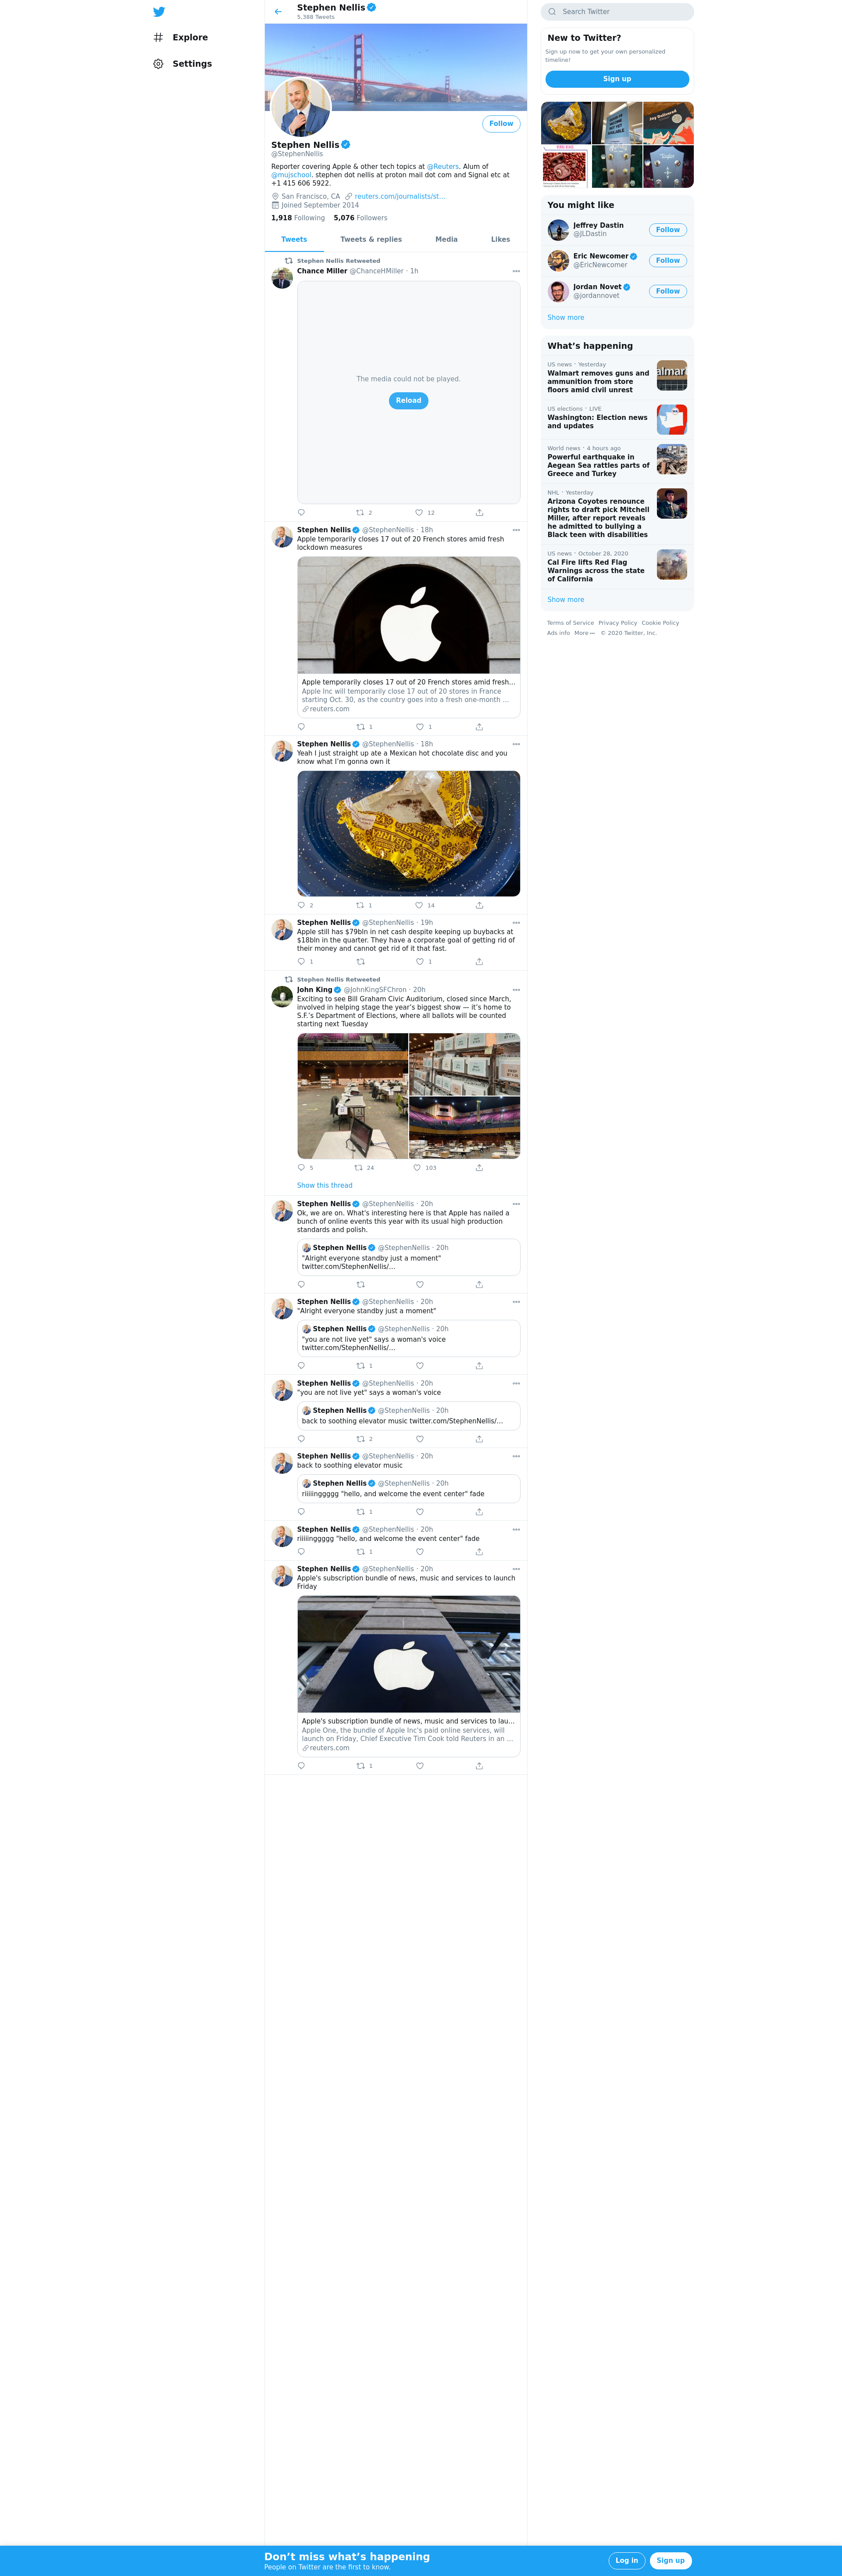 Explore
Settings
Stephen Nellis
5,388 Tweets
Follow
Stephen Nellis
@StephenNellis
Reporter covering Apple & other tech topics at @Reuters. Alum of
@mujschool. stephen dot nellis at proton mail dot com and Signal etc at
+1 415 606 5922.
San Francisco, CA reuters.com/journalists/st…
Joined September 2014
1,918 Following 5,076 Followers
Tweets Tweets & replies Media Likes
Stephen Nellis Retweeted
Chance Miller @ChanceHMiller · 1h
The media could not be played.
Reload
2 12
Stephen Nellis @StephenNellis · 18h
Apple temporarily closes 17 out of 20 French stores amid fresh
lockdown measures
Apple temporarily closes 17 out of 20 French stores amid fresh…
Apple Inc will temporarily close 17 out of 20 stores in France
starting Oct. 30, as the country goes into a fresh one-month …
reuters.com
1 1
Stephen Nellis @StephenNellis · 18h
Yeah I just straight up ate a Mexican hot chocolate disc and you
know what I'm gonna own it
IBARRA
2 1 14
Stephen Nellis @StephenNellis · 19h
Apple still has $79bln in net cash despite keeping up buybacks at
$18bln in the quarter. They have a corporate goal of getting rid of
their money and cannot get rid of it that fast.
1 1
Stephen Nellis Retweeted
John King @JohnKingSFChron · 20h
Exciting to see Bill Graham Civic Auditorium, closed since March,
involved in helping stage the year's biggest show — it's home to
S.F.'s Department of Elections, where all ballots will be counted
starting next Tuesday
5 24 103
Show this thread
Stephen Nellis @StephenNellis · 20h
Ok, we are on. What's interesting here is that Apple has nailed a
bunch of online events this year with its usual high production
standards and polish.
Stephen Nellis @StephenNellis · 20h
"Alright everyone standby just a moment"
twitter.com/StephenNellis/…
Stephen Nellis @StephenNellis · 20h
"Alright everyone standby just a moment"
Stephen Nellis @StephenNellis · 20h
"you are not live yet" says a woman's voice
twitter.com/StephenNellis/…
1
Stephen Nellis @StephenNellis · 20h
"you are not live yet" says a woman's voice
Stephen Nellis @StephenNellis · 20h
back to soothing elevator music twitter.com/StephenNellis/…
2
Stephen Nellis @StephenNellis · 20h
back to soothing elevator music
Stephen Nellis @StephenNellis · 20h
riiiiinggggg "hello, and welcome the event center" fade
1
Stephen Nellis @StephenNellis · 20h
riiiiinggggg "hello, and welcome the event center" fade
1
Stephen Nellis @StephenNellis · 20h
Apple's subscription bundle of news, music and services to launch
Friday
Apple's subscription bundle of news, music and services to lau…
Apple One, the bundle of Apple Inc's paid online services, will
launch on Friday, Chief Executive Tim Cook told Reuters in an …
reuters.com
1
Search Twitter
New to Twitter?
Sign up now to get your own personalized
timeline!
Sign up
Joy Delivered
You might like
Jeffrey Dastin
@JLDastin
Follow
Eric Newcomer
@EricNewcomer
Follow
Jordan Novet
@jordannovet
Follow
Show more
What's happening
US news · Yesterday
Walmart removes guns and
ammunition from store
floors amid civil unrest
US elections · LIVE
Washington: Election news
and updates
World news · 4 hours ago
Powerful earthquake in
Aegean Sea rattles parts of
Greece and Turkey
NHL · Yesterday
Arizona Coyotes renounce
rights to draft pick Mitchell
Miller, after report reveals
he admitted to bullying a
Black teen with disabilities
US news · October 28, 2020
Cal Fire lifts Red Flag
Warnings across the state
of California
Show more
Terms of Service Privacy Policy Cookie Policy
Ads info More ··· © 2020 Twitter, Inc.
Don't miss what's happening
People on Twitter are the first to know.
Log in
Sign up